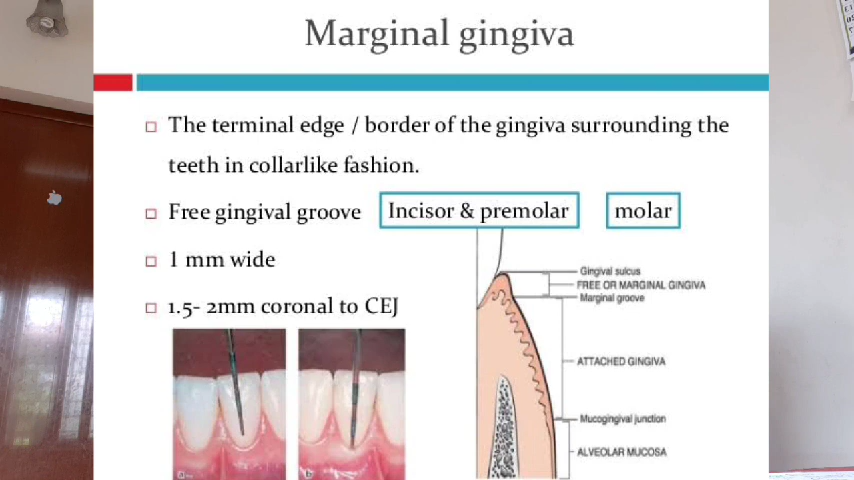 Marginal gingiva
The terminal edge / border of the gingiva surrounding the
teeth in collarlike fashion.
Free gingival groove
Incisor & premolar
molar
1 mm wide
1.5- 2mm coronal to CEJ
Gingival sulcus
FREE OR MARGINAL GINGIVA
Marginal groove
ATTACHED GINGIVA
Mucogingival junction
ALVEOLAR MUCOSA